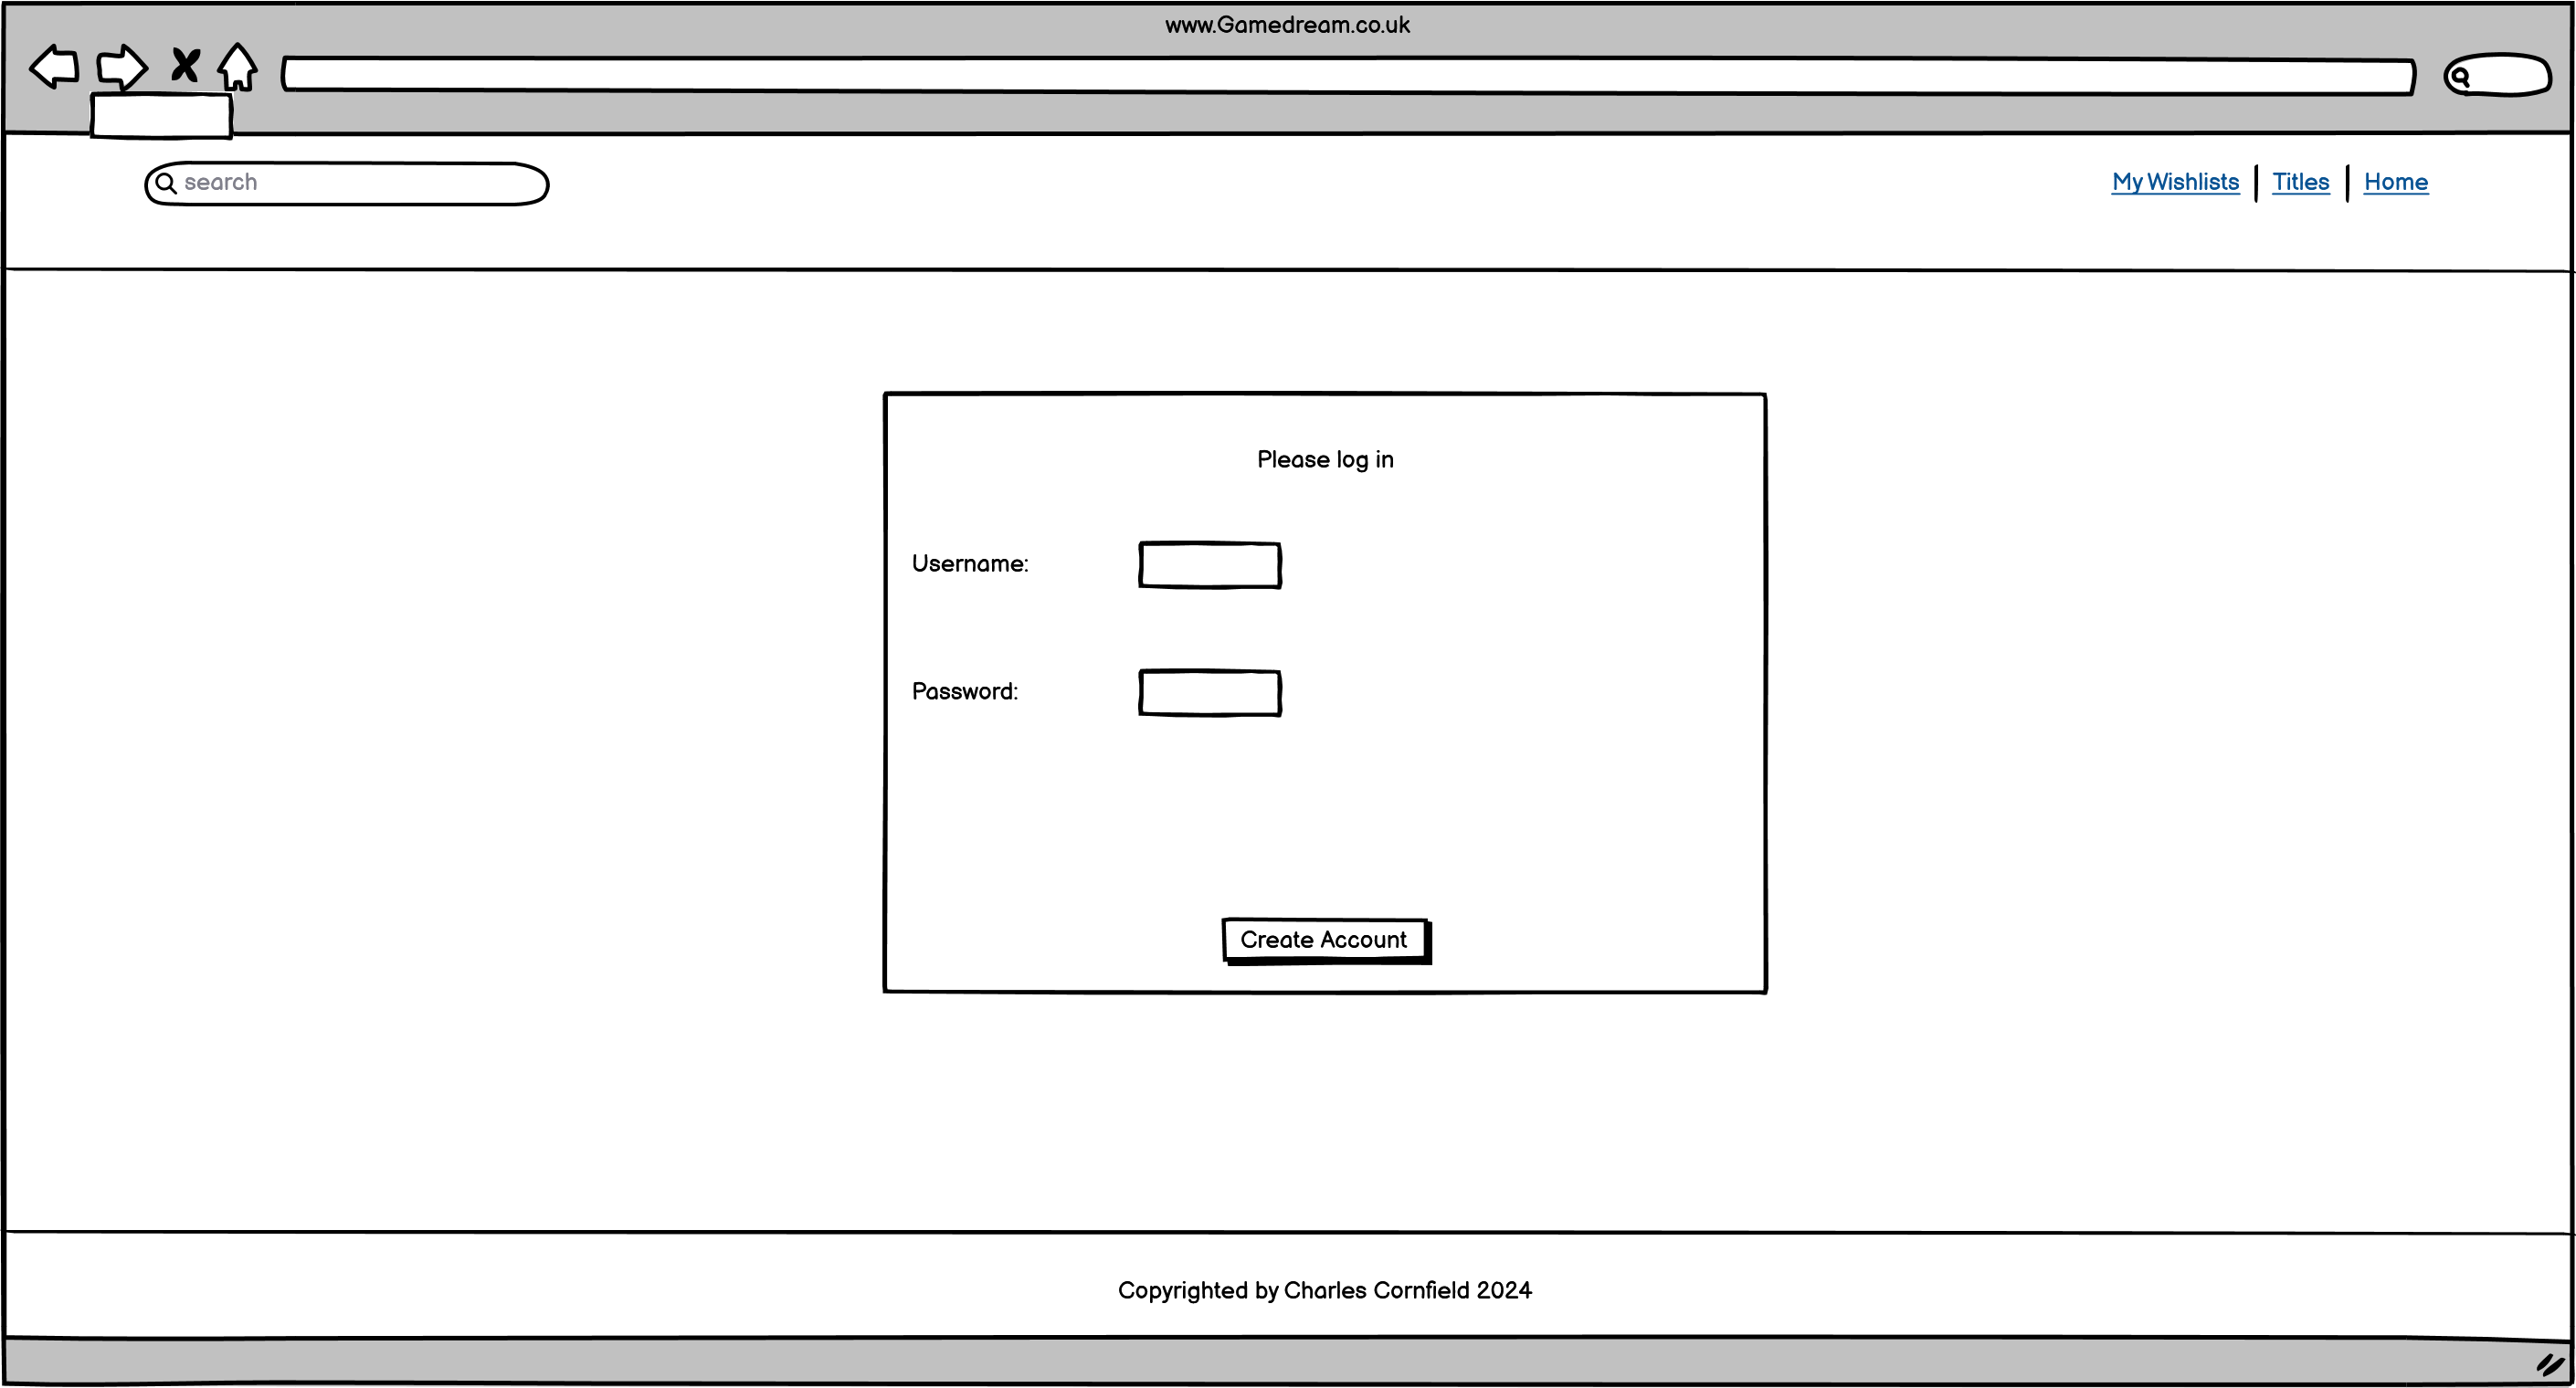 www.Gamedream.co.uk
search
My Wishlists | Titles | Home
Please log in
Username:
Password:
Create Account
Copyrighted by Charles Cornfield 2024